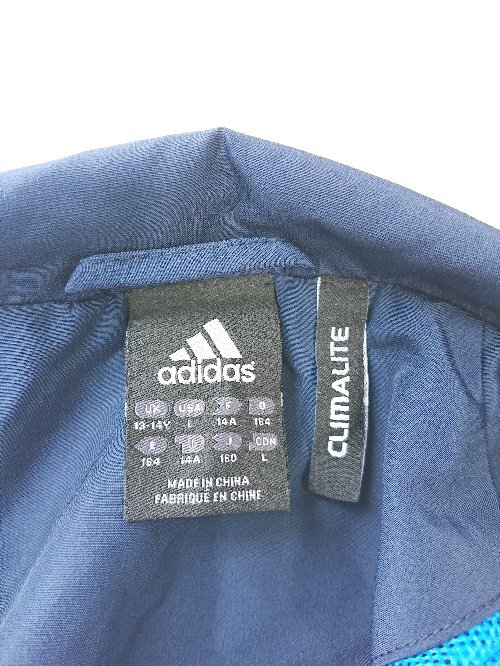 adidas
UK USA F D
13-14Y L 14A 164
E I J CDN
164 14A 160 L
MADE IN CHINA
FABRIQUE EN CHINE
CLIMALITE